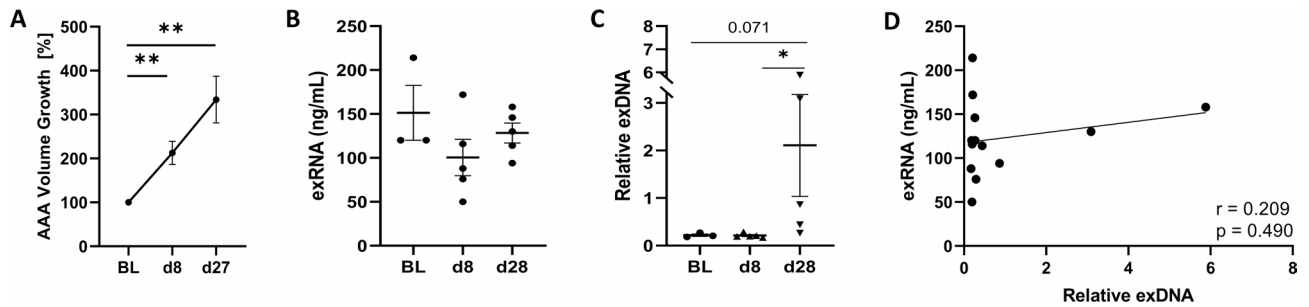 A
AAA Volume Growth [%]
500
400
300
200
100
0
**
**
BL
d8
d27
B
exRNA (ng/mL)
250
200
150
100
50
0
BL
d8
d28
C
Relative exDNA
8
7
6
3
2
1
0
0.071
*
BL
d8
d28
D
exRNA (ng/mL)
250
200
150
100
50
0
r = 0.209
p = 0.490
0
2
4
6
8
Relative exDNA